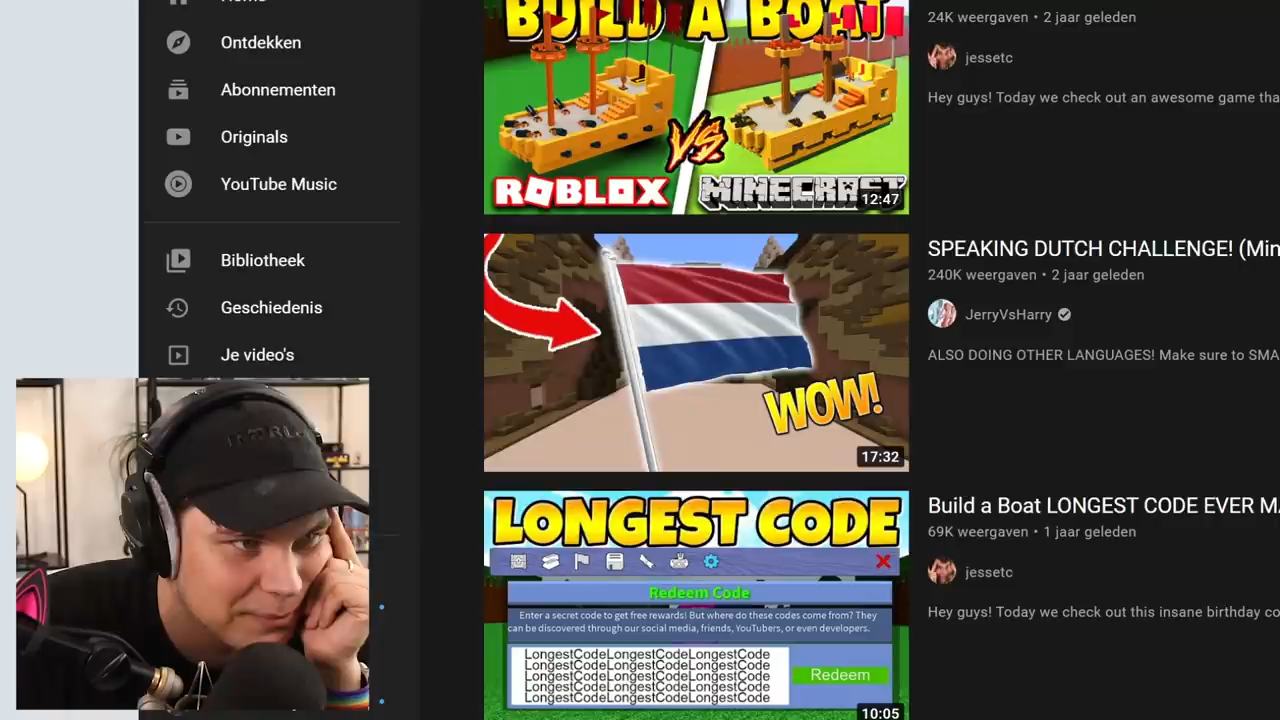 BUILD A BOAT
VS
ROBLOX
MINECRAFT
12:47
24K weergaven • 2 jaar geleden
jessetc
Hey guys! Today we check out an awesome game tha
Ontdekken
Abonnementen
Originals
YouTube Music
Bibliotheek
Geschiedenis
Je video's
WOW!
17:32
SPEAKING DUTCH CHALLENGE! (Min
240K weergaven • 2 jaar geleden
JerryVsHarry
ALSO DOING OTHER LANGUAGES! Make sure to SMA
LONGEST CODE
Redeem Code
Enter a secret code to get free rewards! But where do these codes come from? They
can be discovered through our social media, friends, YouTubers, or even developers.
LongestCodeLongestCodeLongestCode
LongestCodeLongestCodeLongestCode
LongestCodeLongestCodeLongestCode
LongestCodeLongestCodeLongestCode
LongestCodeLongestCodeLongestCode
Redeem
10:05
Build a Boat LONGEST CODE EVER MA
69K weergaven • 1 jaar geleden
jessetc
Hey guys! Today we check out this insane birthday co